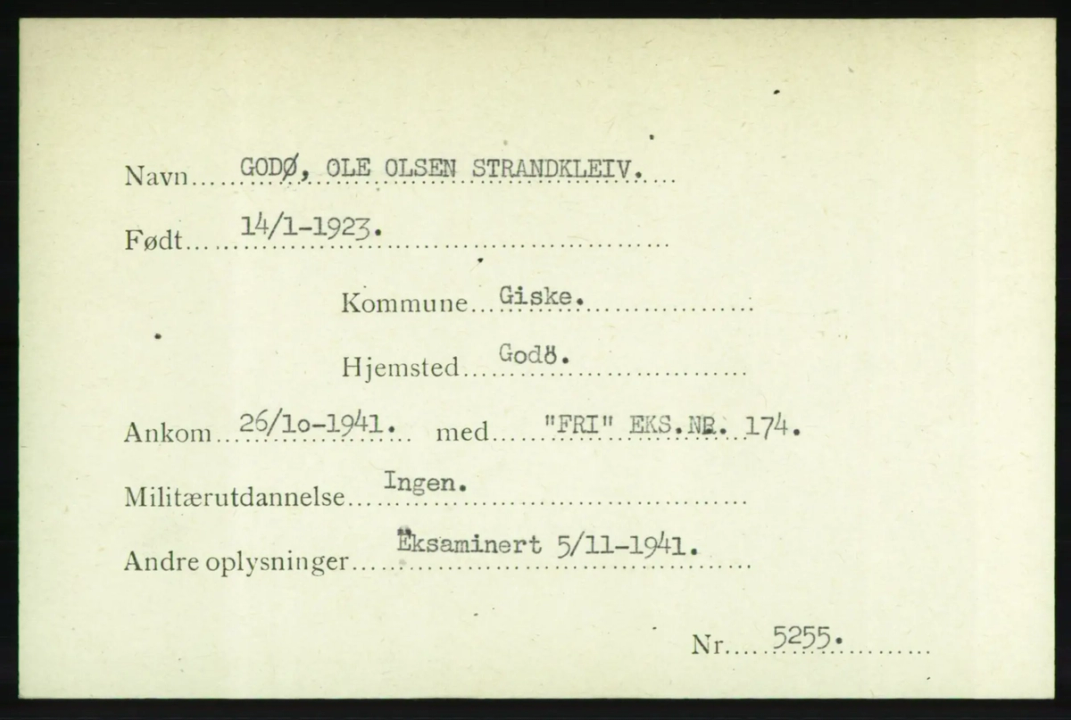 Navn GODØ, OLE OLSEN STRANDKLEIV.
Født 14/1-1923.
Kommune Giske.
Hjemsted Godö.
Ankom 26/1o-1941. med "FRI" EKS.NR. 174.
Militærutdannelse Ingen.
Andre oplysninger Eksaminert 5/11-1941.
Nr. 5255.